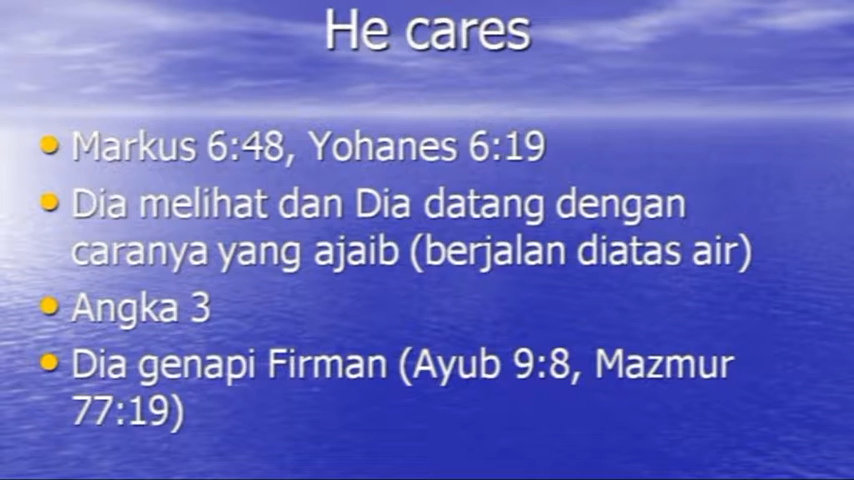 He cares
Markus 6:48, Yohanes 6:19
Dia melihat dan Dia datang dengan
caranya yang ajaib (berjalan diatas air)
Angka 3
Dia genapi Firman (Ayub 9:8, Mazmur
77:19)